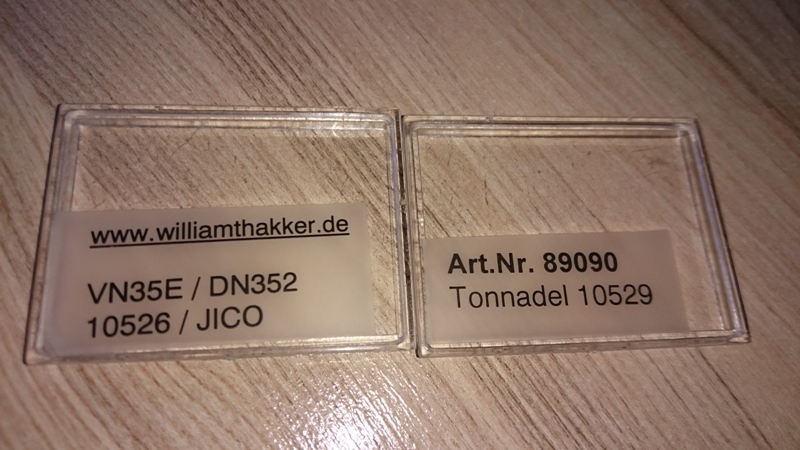 www.williamthakker.de
VN35E / DN352
10526 / JICO
Art.Nr. 89090
Tonnadel 10529